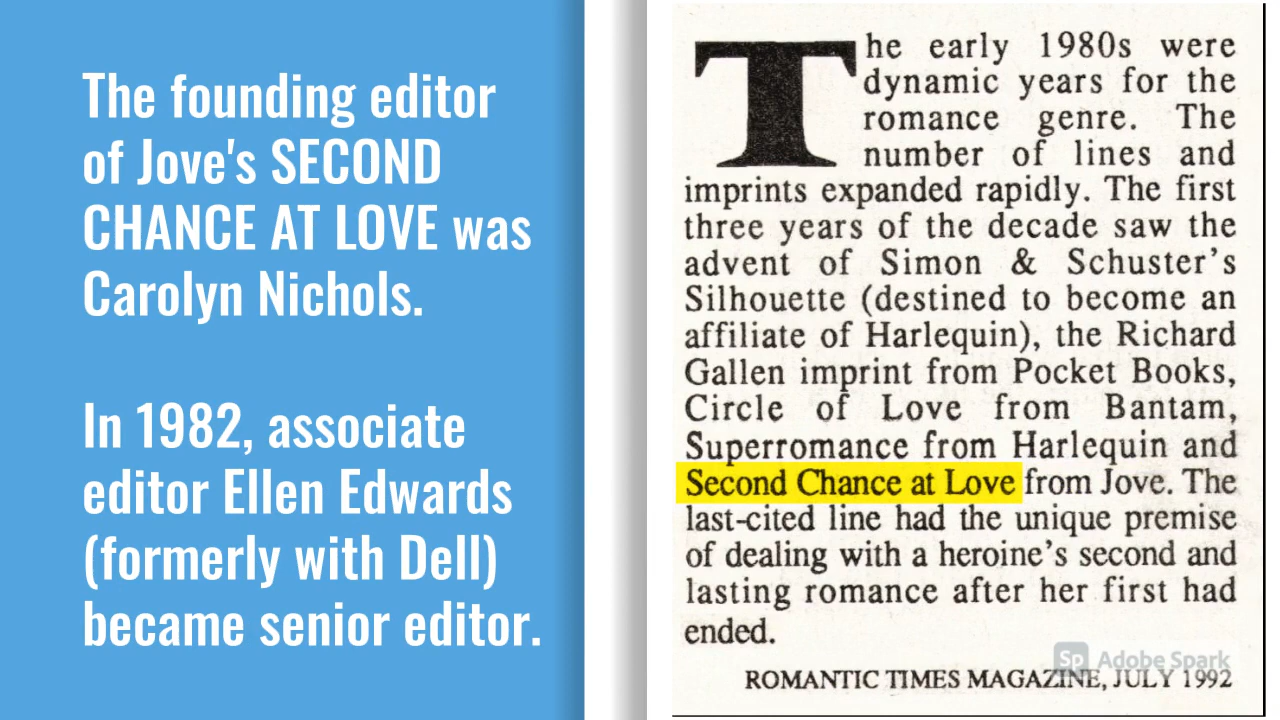 The founding editor
of Jove's SECOND
CHANCE AT LOVE was
Carolyn Nichols.
In 1982, associate
editor Ellen Edwards
(formerly with Dell)
became senior editor.
The early 1980s were
dynamic years for the
romance genre. The
number of lines and
imprints expanded rapidly. The first
three years of the decade saw the
advent of Simon & Schuster's
Silhouette (destined to become an
affiliate of Harlequin), the Richard
Gallen imprint from Pocket Books,
Circle of Love from Bantam,
Superromance from Harlequin and
Second Chance at Love from Jove. The
last-cited line had the unique premise
of dealing with a heroine's second and
lasting romance after her first had
ended.
Sp Adobe Spark
ROMANTIC TIMES MAGAZINE, JULY 1992